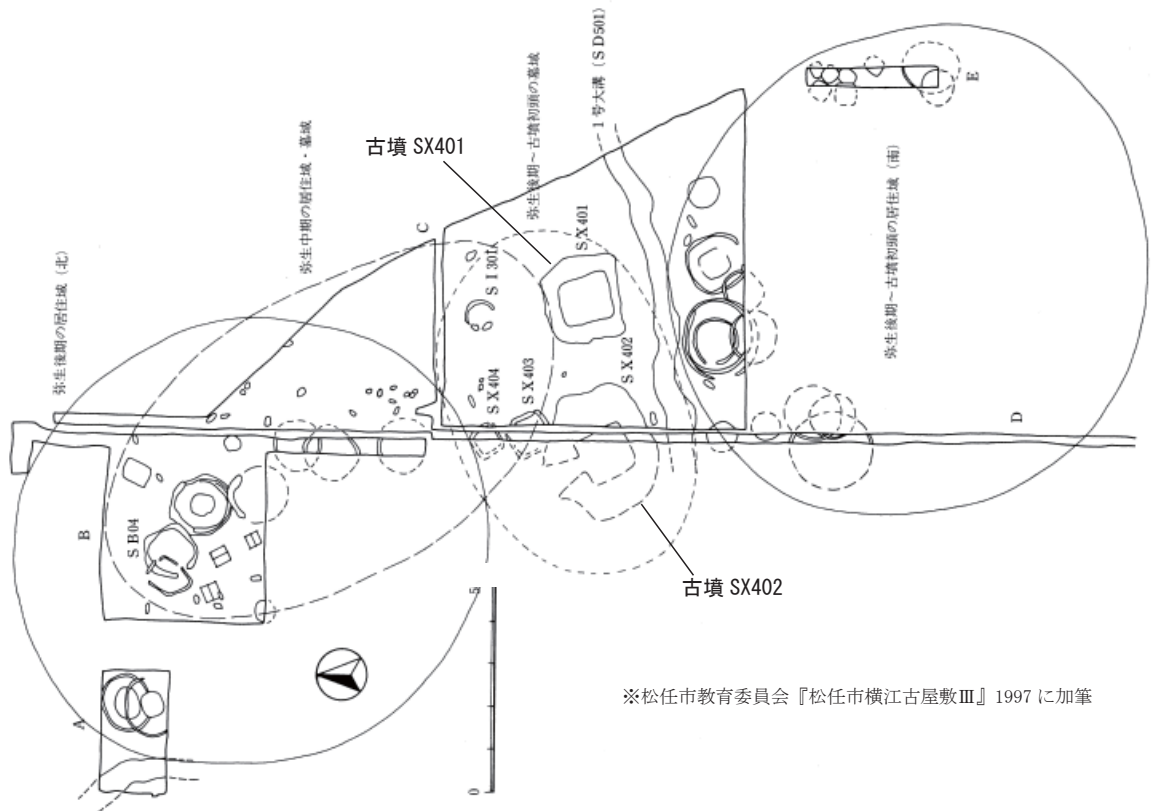 弥生後期の居住域（北）
弥生中期の居住域・墓域
弥生後期～古墳初頭の墓域
1号大溝（SD501）
弥生後期～古墳初頭の居住域（南）
古墳 SX401
古墳 SX402
SX401
SX402
SX403
SX404
SB04
A
B
C
D
E
0
※松任市教育委員会『松任市横江古屋敷Ⅲ』1997 に加筆